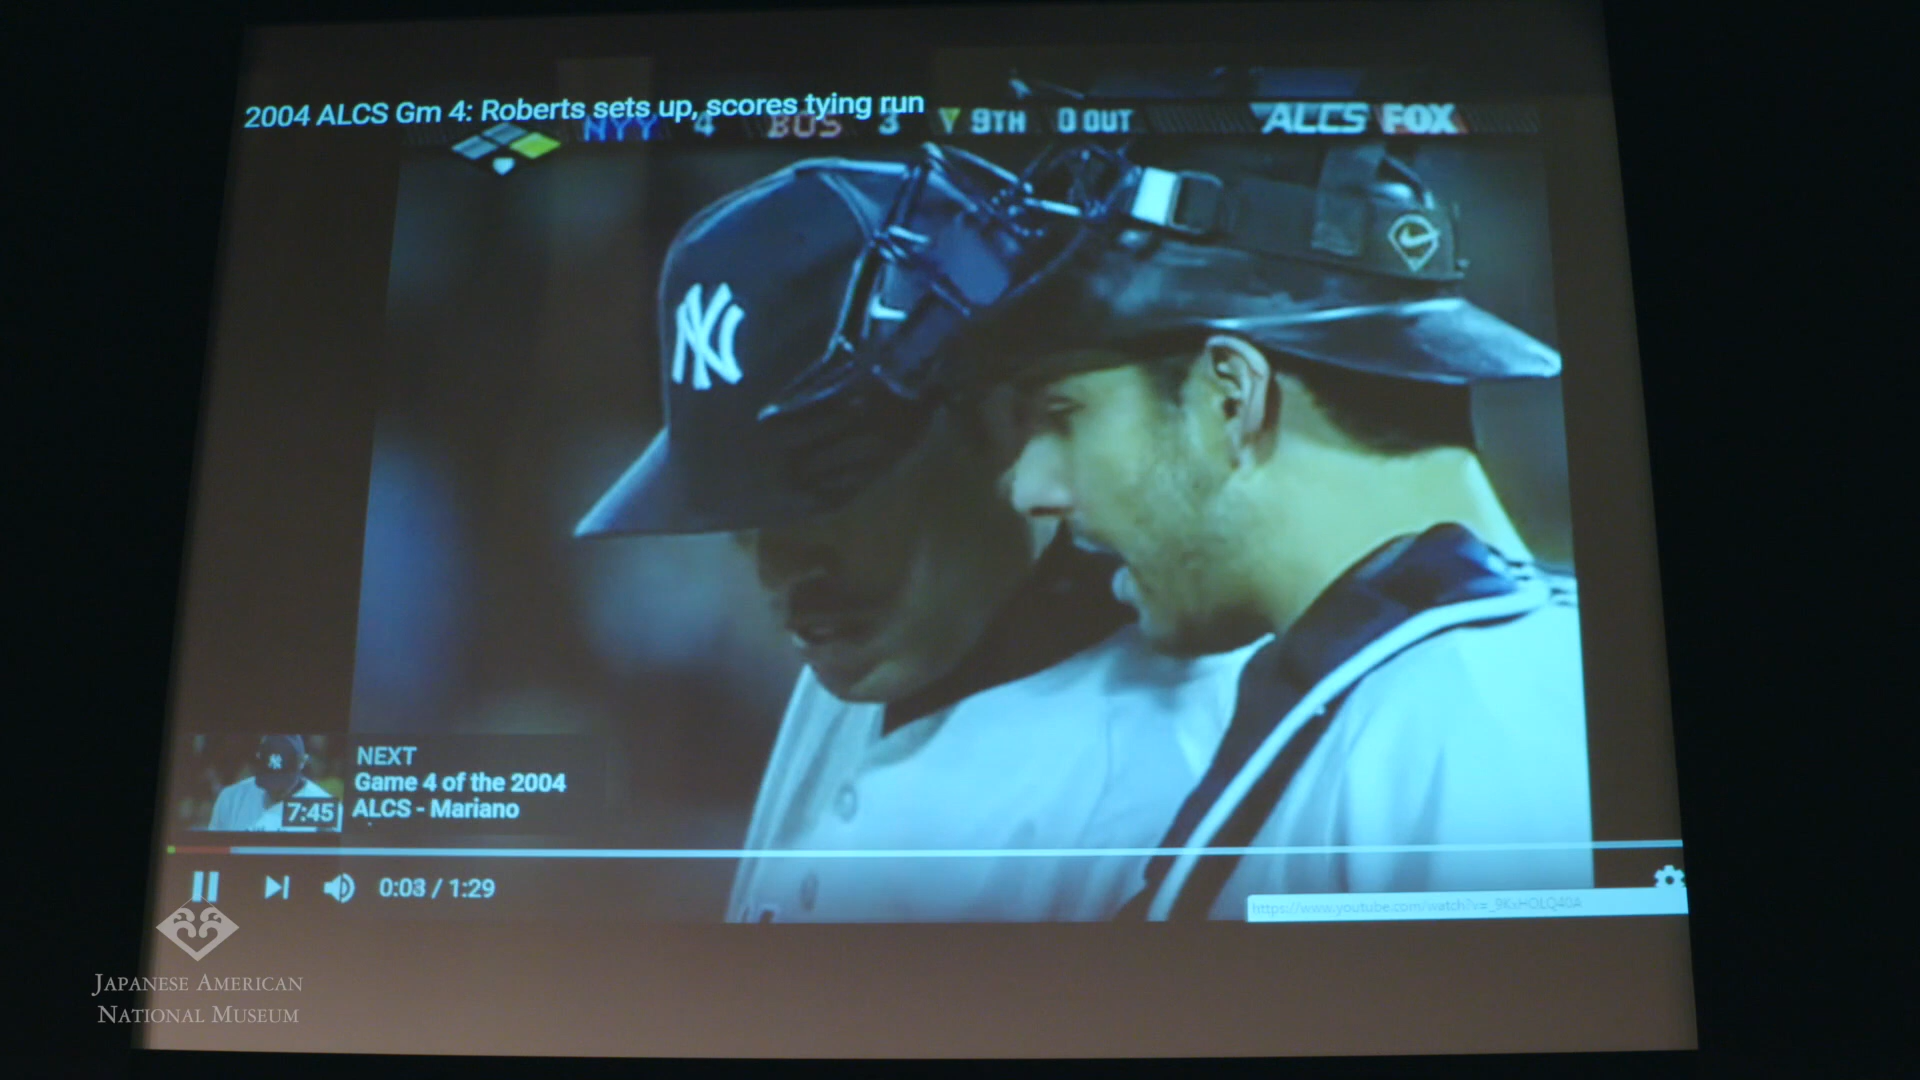 2004 ALCS Gm 4: Roberts sets up, scores tying run
NYY 4 BOS 3 9TH 0 OUT ALCS FOX
NY
NEXT
Game 4 of the 2004
ALCS - Mariano
7:45
0:03 / 1:29
JAPANESE AMERICAN
NATIONAL MUSEUM